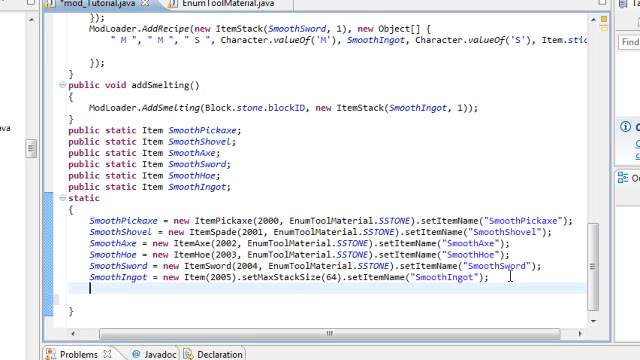 *mod_Tutorial.java EnumToolMaterial.java
});
ModLoader.AddRecipe(new ItemStack(SmoothSword, 1), new Object[] {
" M ", " M ", " S ", Character.valueOf('M'), SmoothIngot, Character.valueOf('S'), Item.stic
});
}
public void addSmelting()
{
ModLoader.AddSmelting(Block.stone.blockID, new ItemStack(SmoothIngot, 1));
}
public static Item SmoothPickaxe;
public static Item SmoothShovel;
public static Item SmoothAxe;
public static Item SmoothSword;
public static Item SmoothHoe;
public static Item SmoothIngot;
static
{
SmoothPickaxe = new ItemPickaxe(2000, EnumToolMaterial.SSTONE).setItemName("SmoothPickaxe");
SmoothShovel = new ItemSpade(2001, EnumToolMaterial.SSTONE).setItemName("SmoothShovel");
SmoothAxe = new ItemAxe(2002, EnumToolMaterial.SSTONE).setItemName("SmoothAxe");
SmoothHoe = new ItemHoe(2003, EnumToolMaterial.SSTONE).setItemName("SmoothHoe");
SmoothSword = new ItemSword(2004, EnumToolMaterial.SSTONE).setItemName("SmoothSword");
SmoothIngot = new Item(2005).setMaxStackSize(64).setItemName("SmoothIngot");
}
ava
Find
Problems Javadoc Declaration